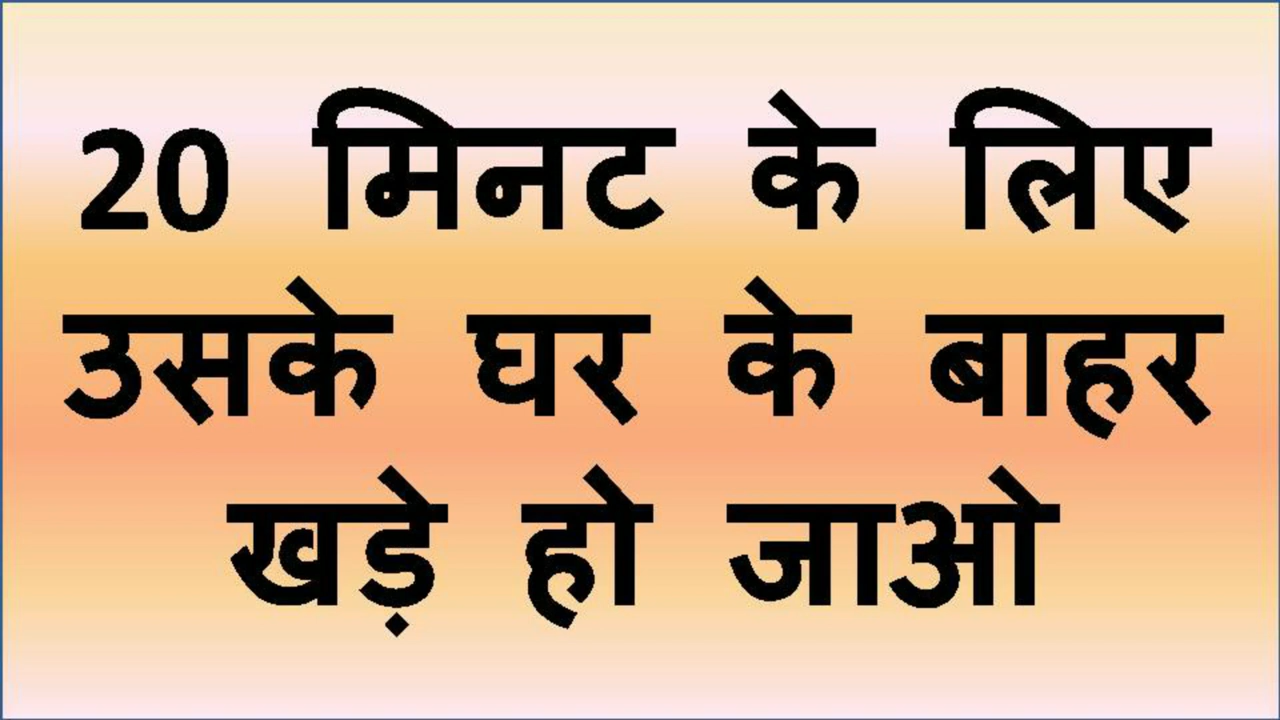 20 मिनट के लिए
उसके घर के बाहर
खड़े हो जाओ